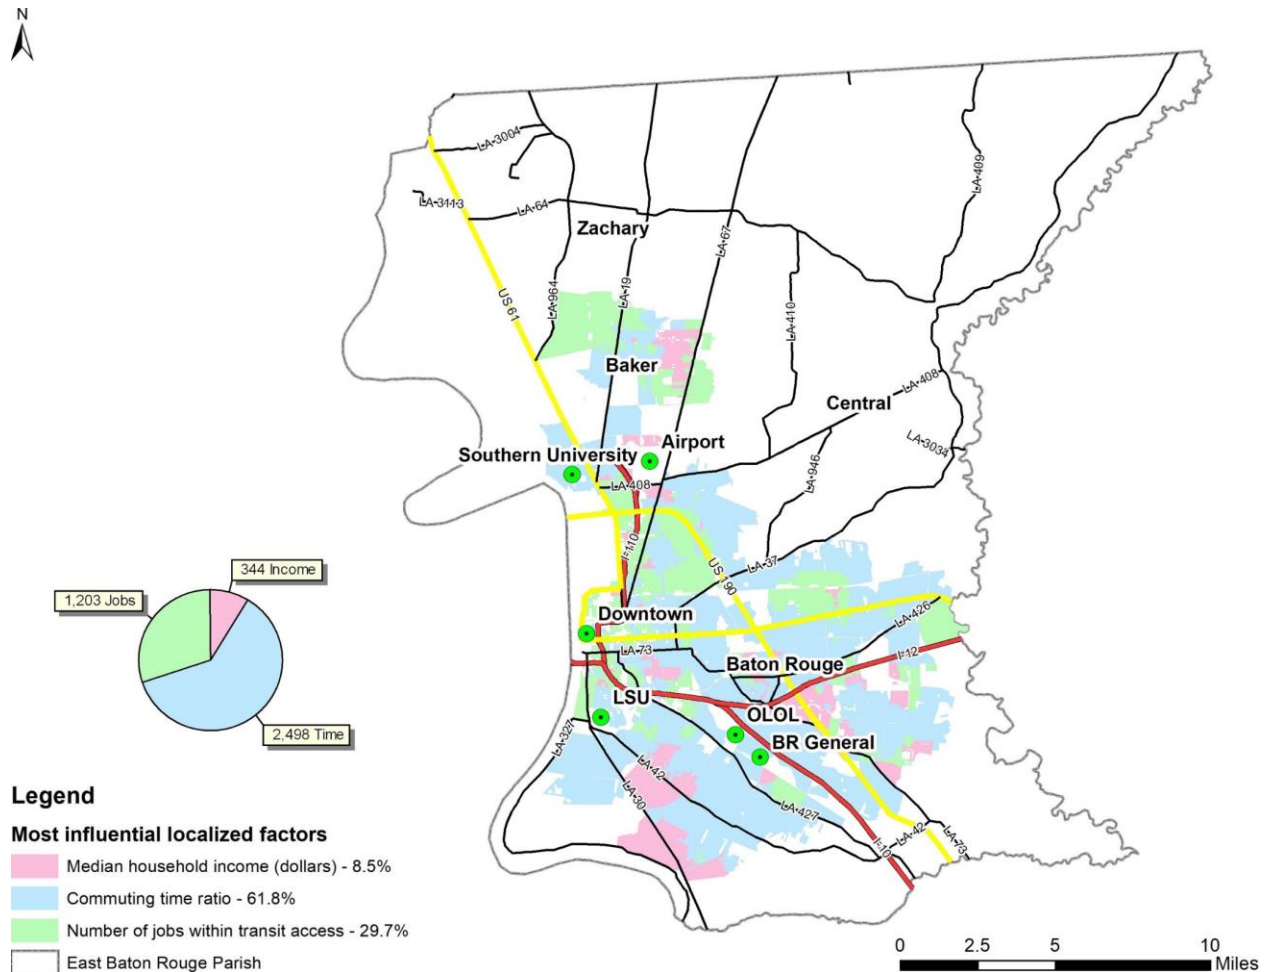 N
LA-3004
LA-409
LA-3113
LA-64
Zachary
LA-67
US 61
LA-964
LA-19
LA-410
Baker
Central
LA-408
Airport
LA-3034
Southern University
LA-946
LA-408
I-110
344 Income
US 190
LA-37
1,203 Jobs
Downtown
LA-426
LA-73
I-12
Baton Rouge
LSU
OLOL
BR General
LA-327
2,498 Time
LA-42
LA-30
LA-427
LA-42
LA-73
I-10
Legend
Most influential localized factors
Median household income (dollars) - 8.5%
Commuting time ratio - 61.8%
Number of jobs within transit access - 29.7%
East Baton Rouge Parish
0 2.5 5 10
Miles